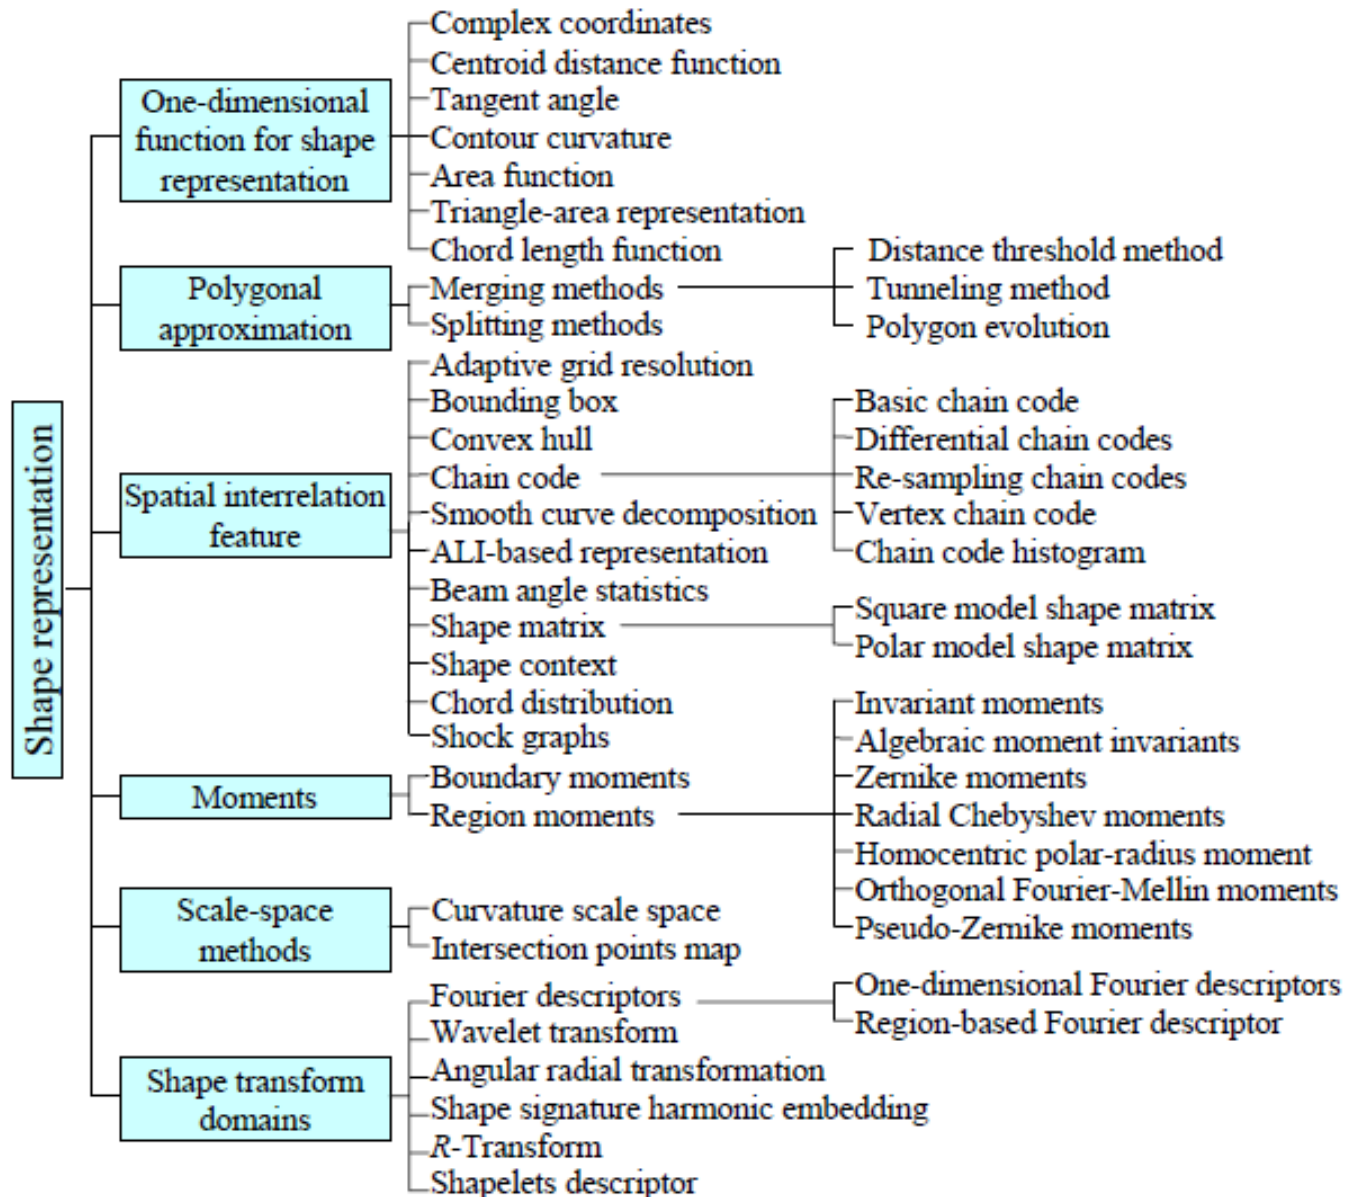 Shape representation
One-dimensional
function for shape
representation
Complex coordinates
Centroid distance function
Tangent angle
Contour curvature
Area function
Triangle-area representation
Chord length function
Polygonal
approximation
Merging methods
Splitting methods
Distance threshold method
Tunneling method
Polygon evolution
Spatial interrelation
feature
Adaptive grid resolution
Bounding box
Convex hull
Chain code
Smooth curve decomposition
ALI-based representation
Beam angle statistics
Shape matrix
Shape context
Chord distribution
Shock graphs
Basic chain code
Differential chain codes
Re-sampling chain codes
Vertex chain code
Chain code histogram
Square model shape matrix
Polar model shape matrix
Moments
Boundary moments
Region moments
Invariant moments
Algebraic moment invariants
Zernike moments
Radial Chebyshev moments
Homocentric polar-radius moment
Orthogonal Fourier-Mellin moments
Pseudo-Zernike moments
Scale-space
methods
Curvature scale space
Intersection points map
Shape transform
domains
Fourier descriptors
Wavelet transform
Angular radial transformation
Shape signature harmonic embedding
R-Transform
Shapelets descriptor
One-dimensional Fourier descriptors
Region-based Fourier descriptor